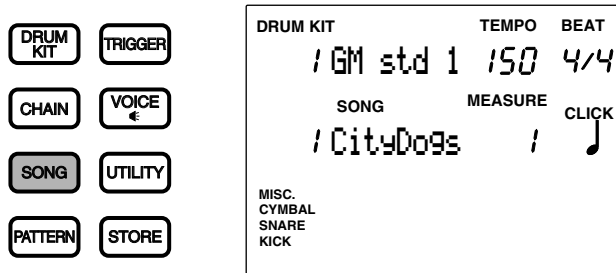 DRUM KIT TRIGGER
CHAIN VOICE
SONG UTILITY
PATTERN STORE
DRUM KIT TEMPO BEAT
1 GM std 1 150 4/4
SONG MEASURE CLICK
1 CityDogs 1
MISC.
CYMBAL
SNARE
KICK